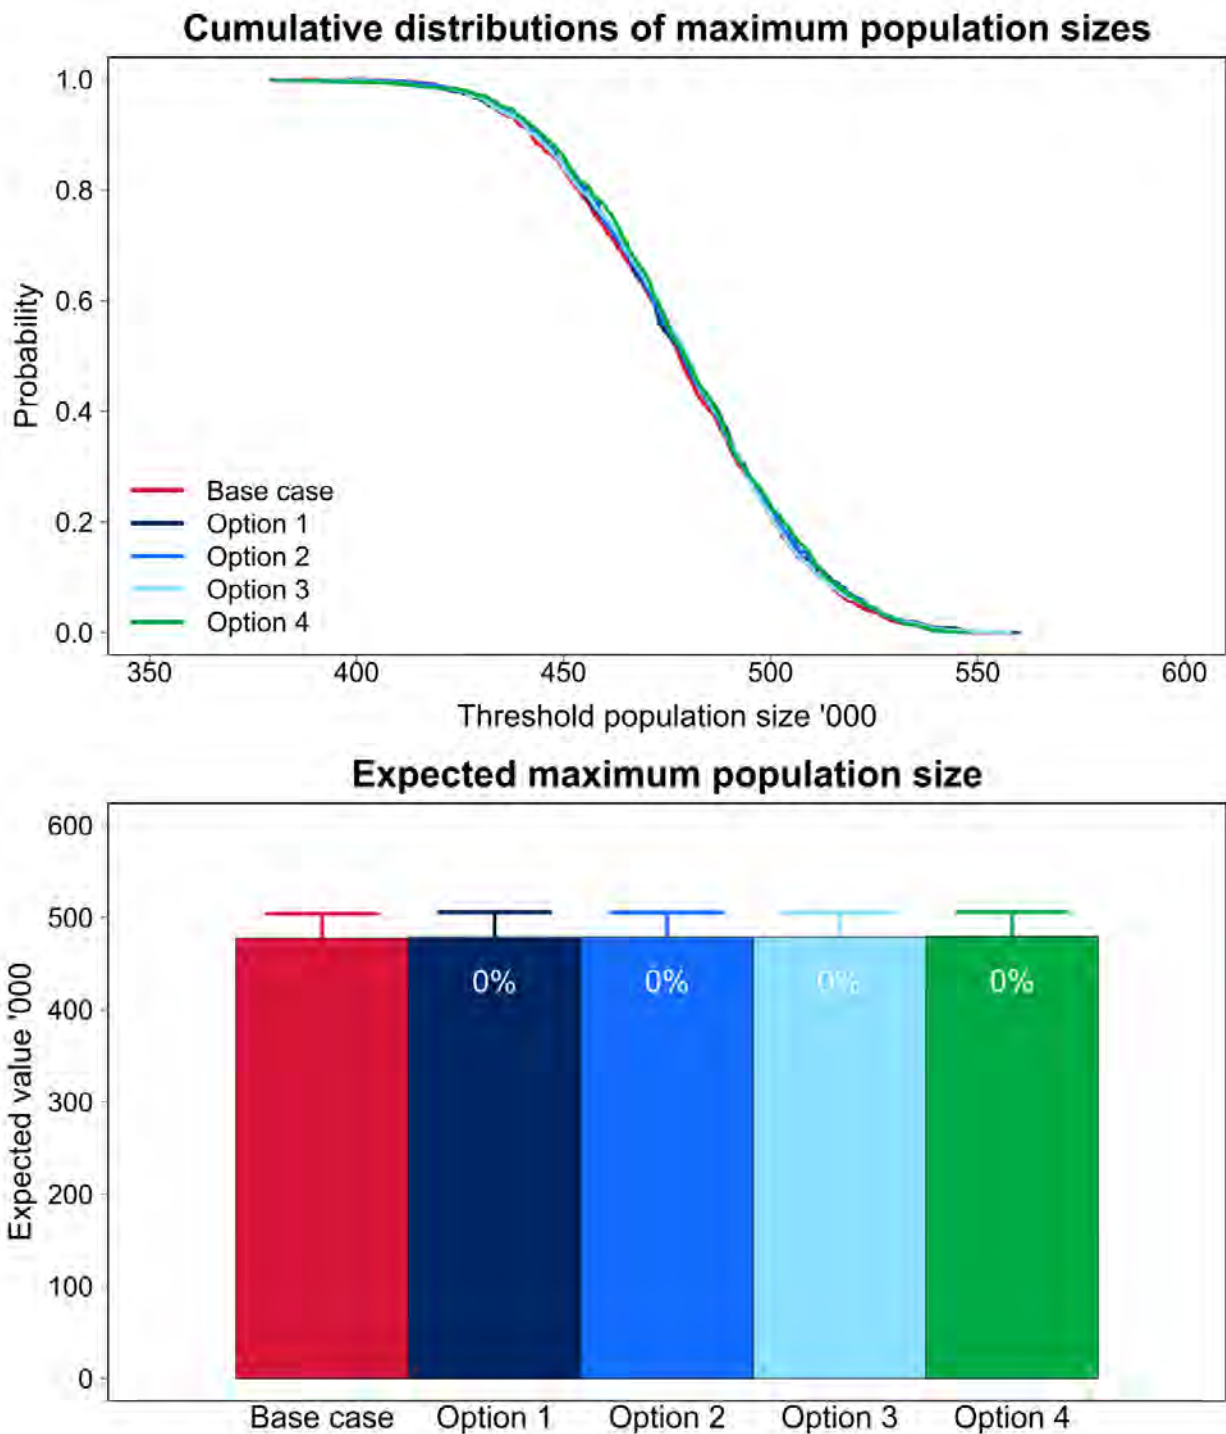 Cumulative distributions of maximum population sizes
1.0
0.8
0.6
0.4
0.2
0.0
Probability
Base case
Option 1
Option 2
Option 3
Option 4
350 400 450 500 550 600
Threshold population size '000
Expected maximum population size
600
500
400
300
200
100
0
Expected value '000
0% 0% 0% 0%
Base case Option 1 Option 2 Option 3 Option 4